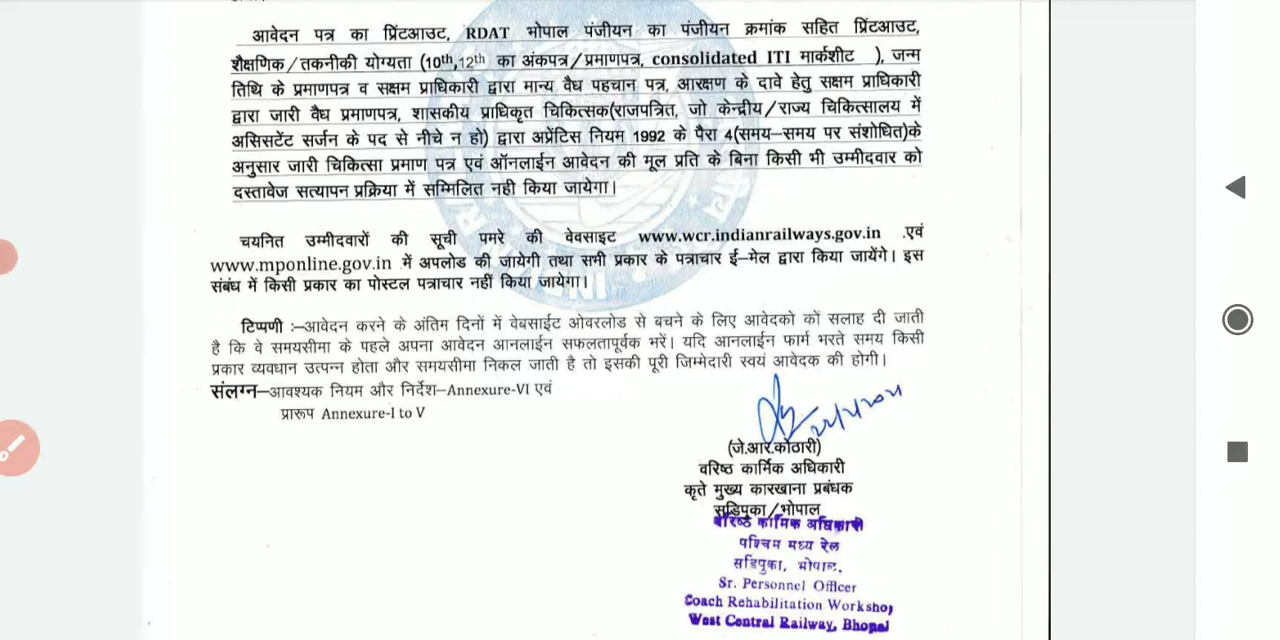 आवेदन पत्र का प्रिंटआउट, RDAT भोपाल पंजीयन का पंजीयन क्रमांक सहित प्रिंटआउट,
शैक्षणिक/तकनीकी योग्यता (10th,12th का अंकपत्र/प्रमाणपत्र, consolidated ITI मार्कशीट ), जन्म
तिथि के प्रमाणपत्र व सक्षम प्राधिकारी द्वारा मान्य वैध पहचान पत्र, आरक्षण के दावे हेतु सक्षम प्राधिकारी
द्वारा जारी वैध प्रमाणपत्र, शासकीय प्राधिकृत चिकित्सक(राजपत्रित, जो केन्द्रीय/राज्य चिकित्सालय में
असिसटेंट सर्जन के पद से नीचे न हो) द्वारा अप्रेंटिस नियम 1992 के पैरा 4(समय–समय पर संशोधित)के
अनुसार जारी चिकित्सा प्रमाण पत्र एवं ऑनलाईन आवेदन की मूल प्रति के बिना किसी भी उम्मीदवार को
दस्तावेज सत्यापन प्रक्रिया में सम्मिलित नही किया जायेगा।
चयनित उम्मीदवारों की सूची पमरे की वेवसाइट www.wcr.indianrailways.gov.in .एवं
www.mponline.gov.in में अपलोड की जायेगी तथा सभी प्रकार के पत्राचार ई–मेल द्वारा किया जायेंगे। इस
संबंध में किसी प्रकार का पोस्टल पत्राचार नहीं किया जायेगा।
टिप्पणी :–आवेदन करने के अंतिम दिनों में वेबसाईट ओवरलोड से बचने के लिए आवेदको कों सलाह दी जाती
है कि वे समयसीमा के पहले अपना आवेदन आनलाईन सफलतापूर्वक भरें। यदि आनलाईन फार्म भरते समय किसी
प्रकार व्यवधान उत्पन्न होता और समयसीमा निकल जाती है तो इसकी पूरी जिम्मेदारी स्वयं आवेदक की होगी।
संलग्न–आवश्यक नियम और निर्देश–Annexure-VI एवं
प्रारूप Annexure-I to V
(जे.आर.कोठारी)
वरिष्ठ कार्मिक अधिकारी
कृते मुख्य कारखाना प्रबंधक
सडिपुका/भोपाल
वरिष्ठ कार्मिक अधिकारी
पश्चिम मध्य रेल
सडिपुका, भोपाल.
Sr. Personnel Officer
Coach Rehabilitation Workshop
West Central Railway, Bhopal